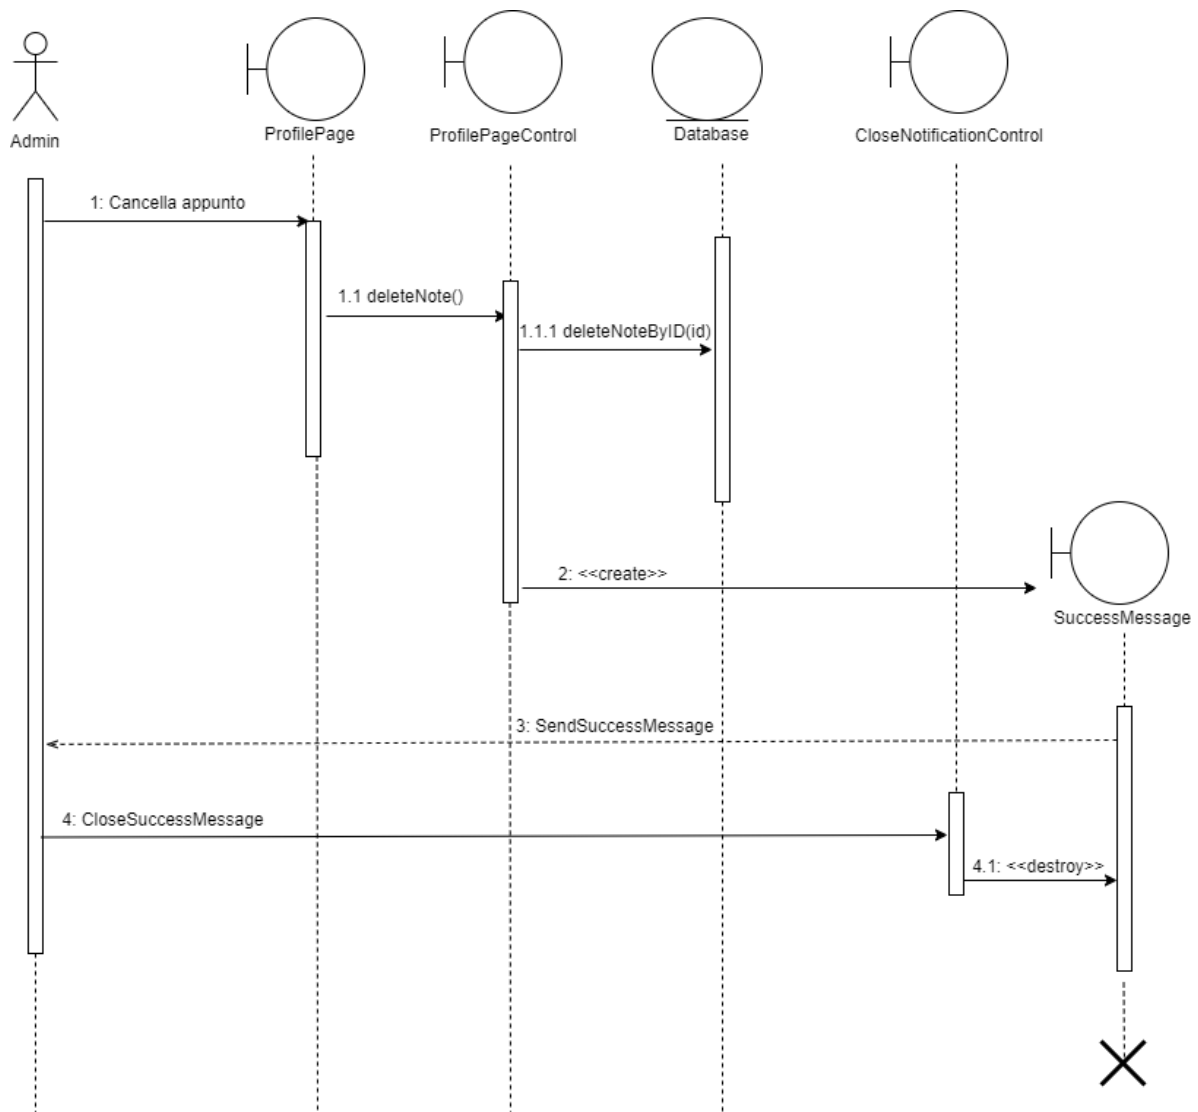 Admin
ProfilePage
ProfilePageControl
Database
CloseNotificationControl
1: Cancella appunto
1.1 deleteNote()
1.1.1 deleteNoteByID(id)
2: <<create>>
SuccessMessage
3: SendSuccessMessage
4: CloseSuccessMessage
4.1: <<destroy>>